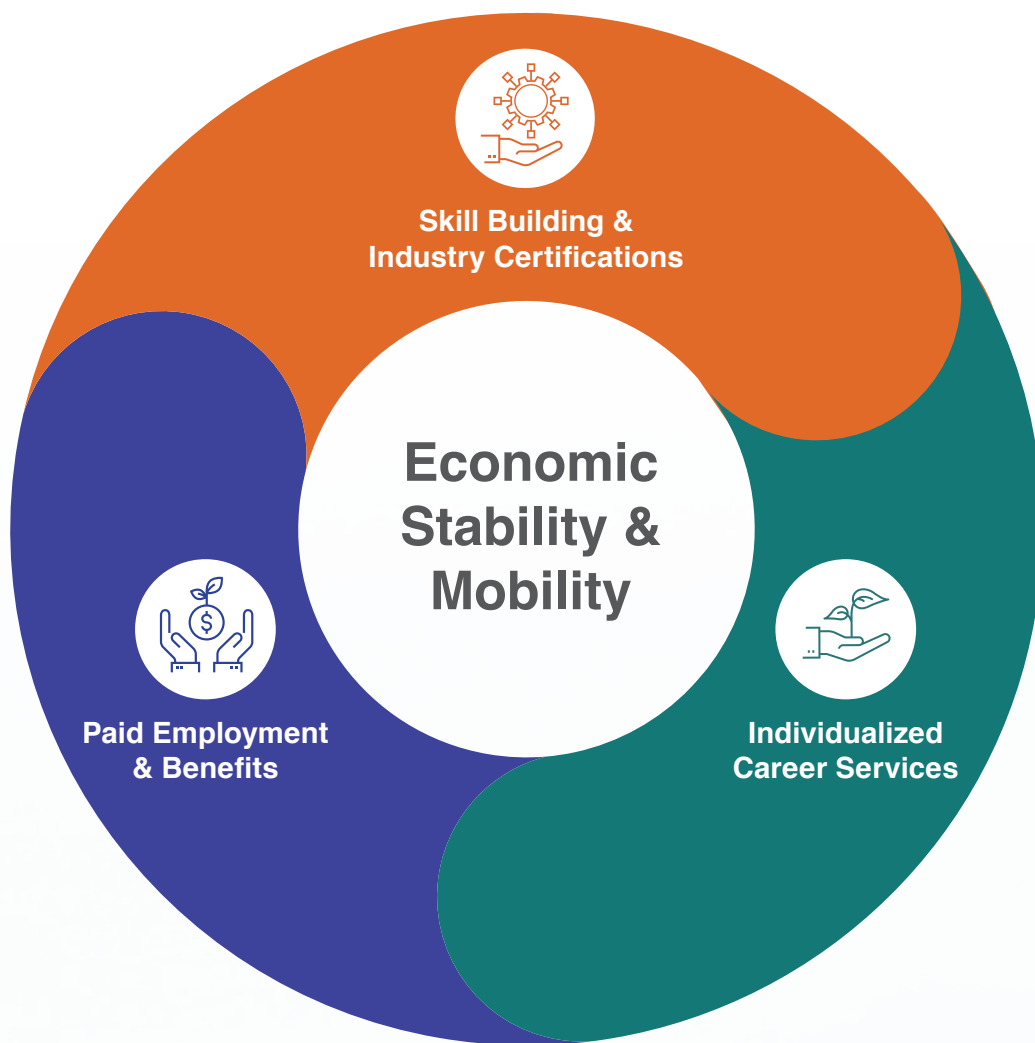 Skill Building &
Industry Certifications
Economic
Stability &
Mobility
$
Paid Employment
& Benefits
Individualized
Career Services